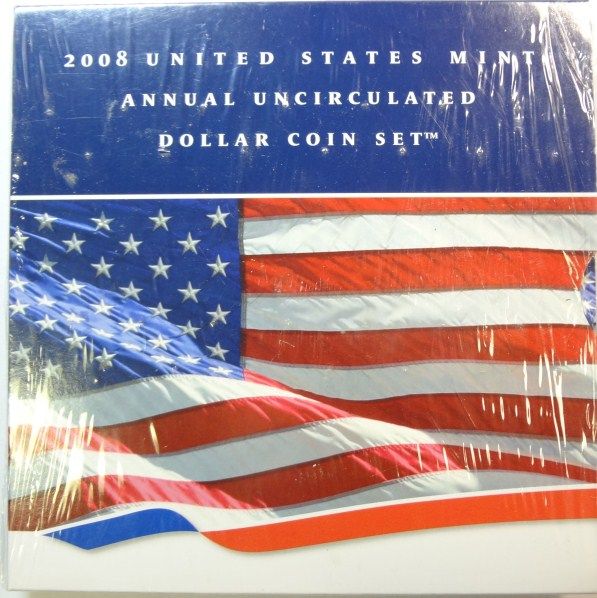 2008 UNITED STATES MINT
ANNUAL UNCIRCULATED
DOLLAR COIN SET™